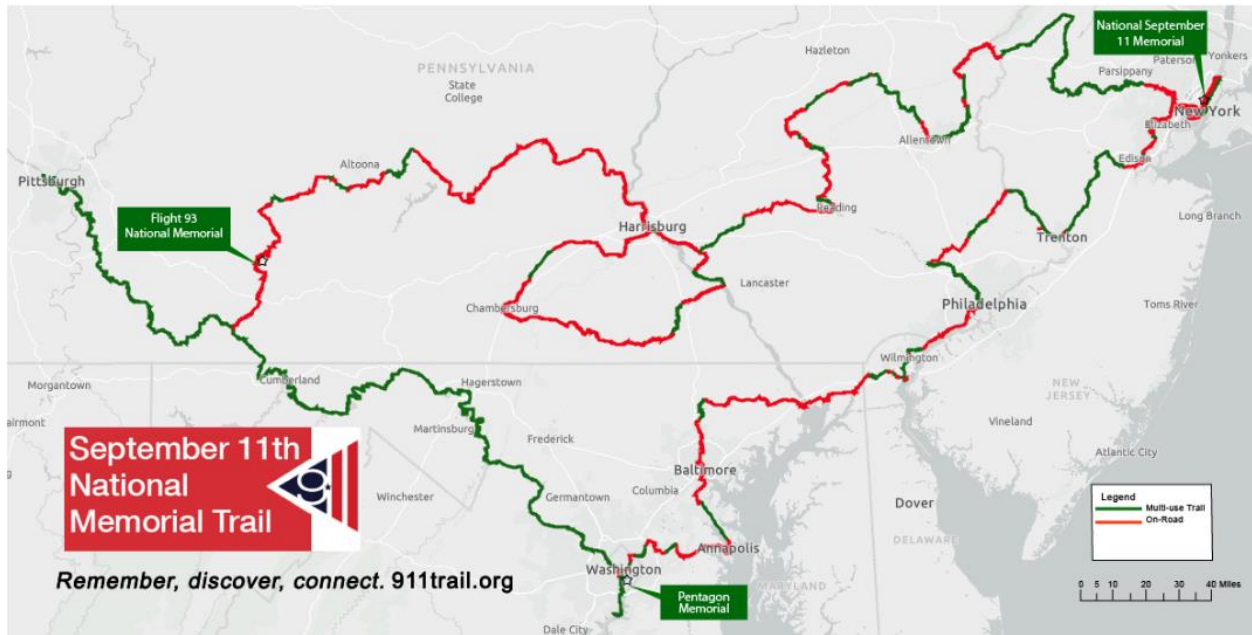 National September
11 Memorial
Hazleton
Paterson
Yonkers
Parsippany
PENNSYLVANIA
State
College
New York
Elizabeth
Allentown
Edison
Altoona
Pittsburgh
Flight 93
National Memorial
Reading
Long Branch
Harrisburg
Trenton
Lancaster
Chambersburg
Philadelphia
Toms River
Wilmington
Cumberland
Hagerstown
Morgantown
NEW
JERSEY
Vineland
airmont
Martinsburg
Frederick
Atlantic City
September 11th
National
Memorial Trail
9
Baltimore
Winchester
Germantown
Columbia
Dover
Legend
Multi-use Trail
On-Road
Annapolis
DELAWARE
Washington
Remember, discover, connect. 911trail.org
MARYLAND
Pentagon
Memorial
0 5 10 20 30 40 Miles
Dale City